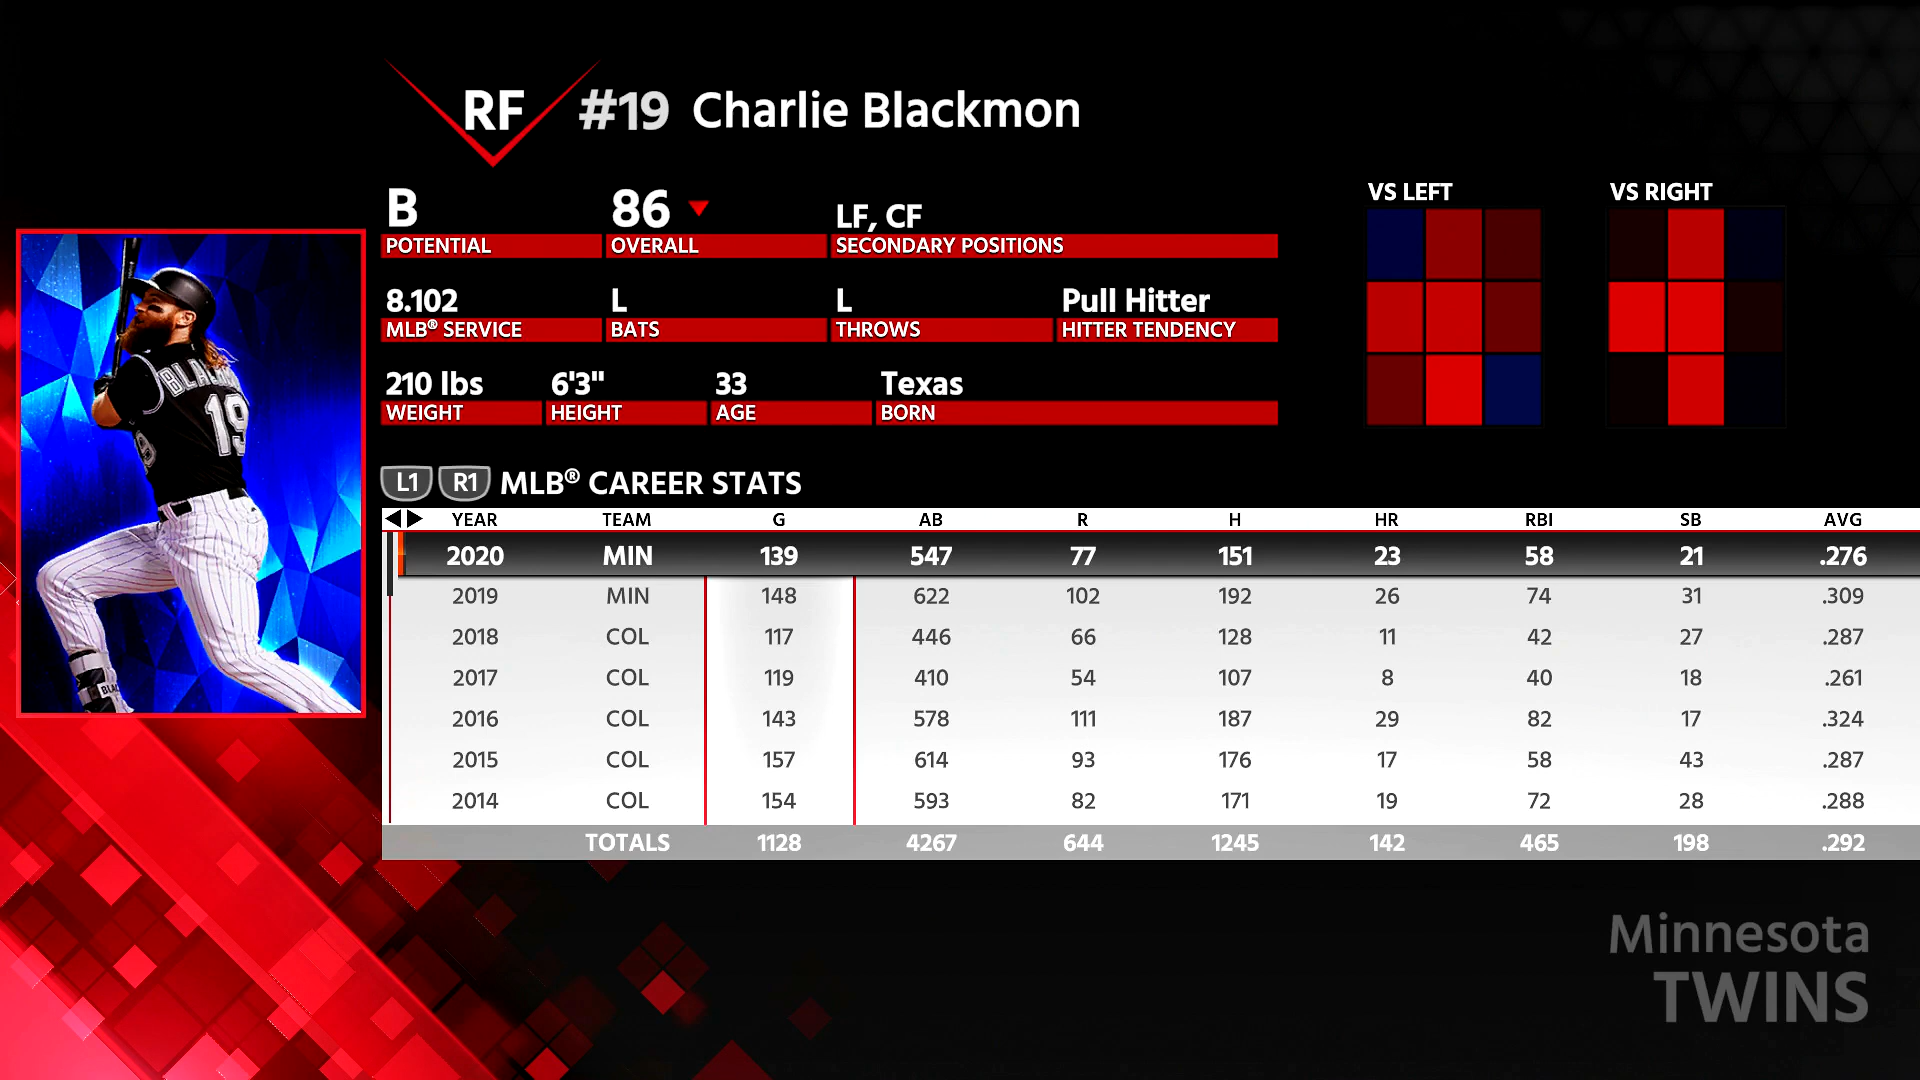 RF #19 Charlie Blackmon
B 86 LF, CF
POTENTIAL OVERALL SECONDARY POSITIONS
8.102 L L Pull Hitter
MLB® SERVICE BATS THROWS HITTER TENDENCY
210 lbs 6'3" 33 Texas
WEIGHT HEIGHT AGE BORN
VS LEFT VS RIGHT
L1 R1 MLB® CAREER STATS
YEAR TEAM G AB R H HR RBI SB AVG
2020 MIN 139 547 77 151 23 58 21 .276
2019 MIN 148 622 102 192 26 74 31 .309
2018 COL 117 446 66 128 11 42 27 .287
2017 COL 119 410 54 107 8 40 18 .261
2016 COL 143 578 111 187 29 82 17 .324
2015 COL 157 614 93 176 17 58 43 .287
2014 COL 154 593 82 171 19 72 28 .288
TOTALS 1128 4267 644 1245 142 465 198 .292
Minnesota
TWINS
19